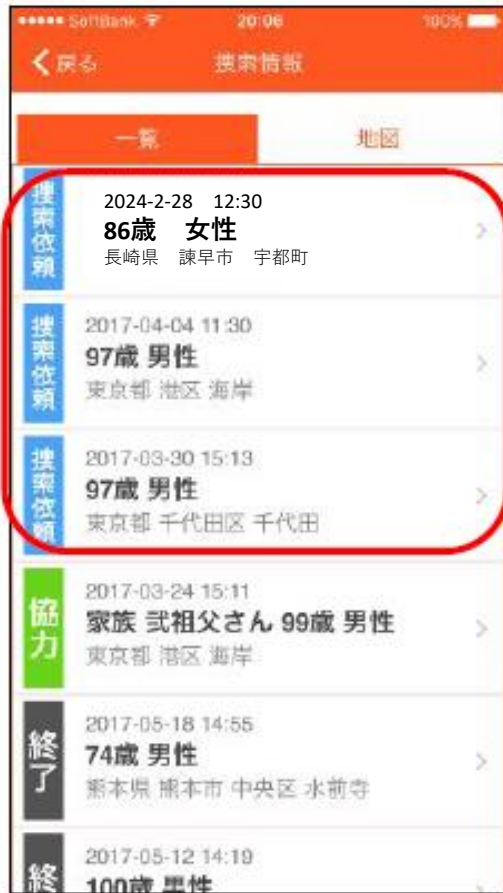 SoftBank 20:06 100%
戻る 捜索情報
一覧 地図
捜索依頼
2024-2-28 12:30
86歳 女性
長崎県 諫早市 宇都町
捜索依頼
2017-04-04 11:30
97歳 男性
東京都 港区 海岸
捜索依頼
2017-03-30 15:13
97歳 男性
東京都 千代田区 千代田
協力
2017-03-24 15:11
家族 弐祖父さん 99歳 男性
東京都 港区 海岸
終了
2017-05-18 14:55
74歳 男性
熊本県 熊本市 中央区 水前寺
終
2017-05-12 14:19
100歳 男性